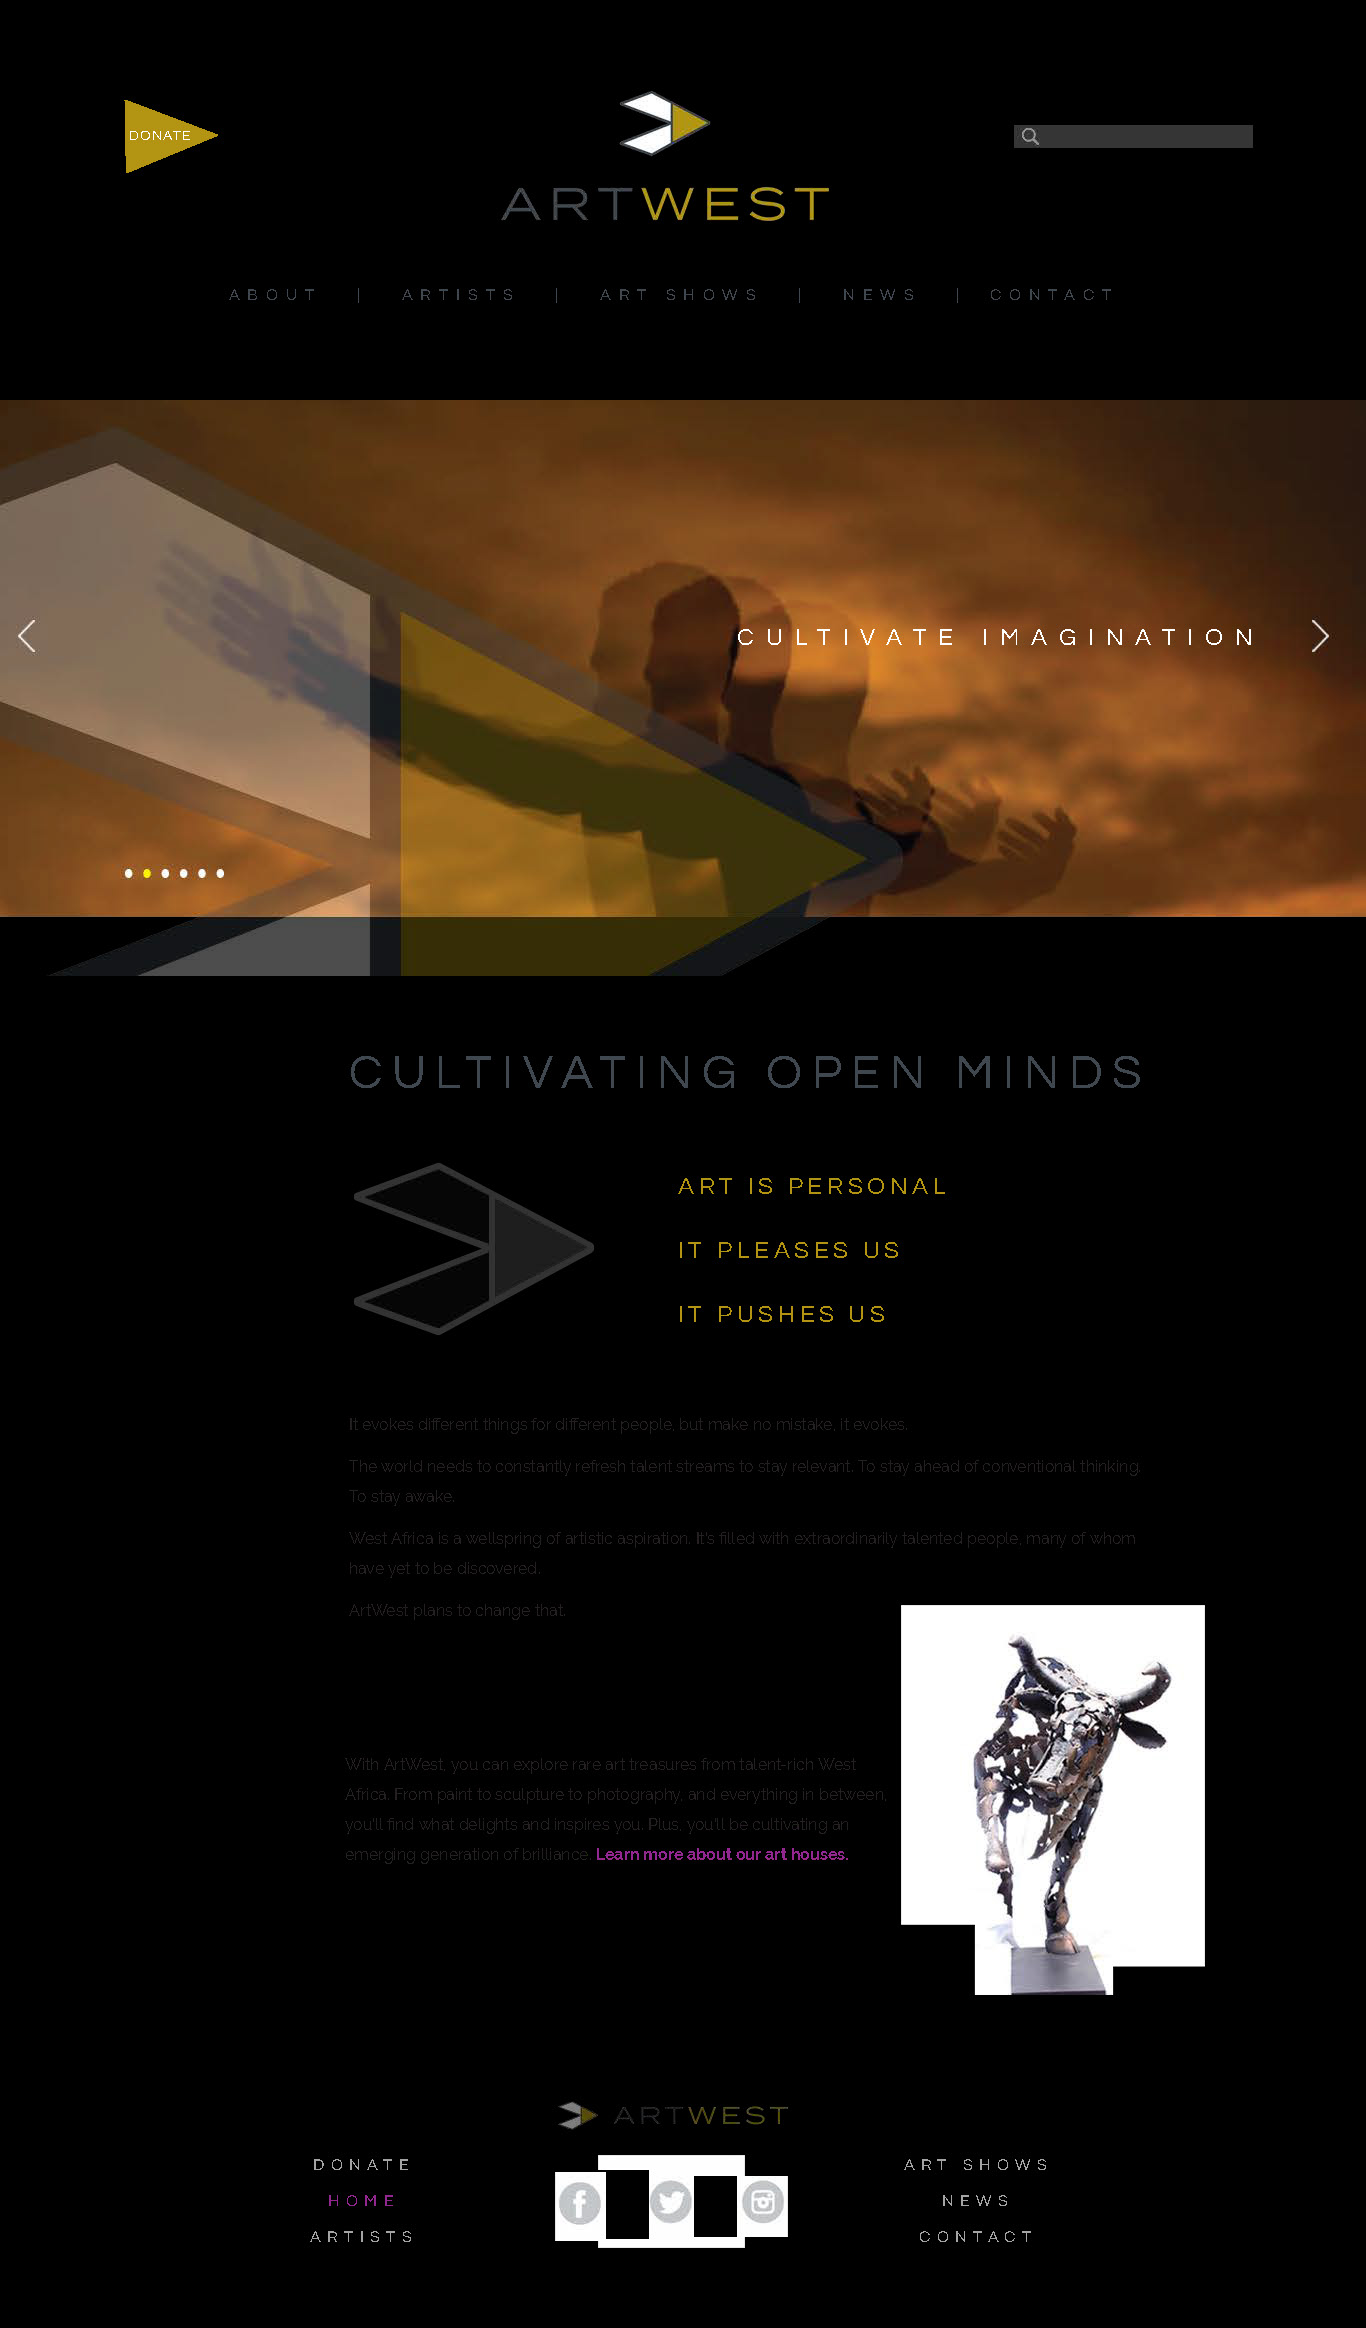 DONATE
ARTWEST
ABOUT | ARTISTS | ART SHOWS | NEWS | CONTACT
CULTIVATE IMAGINATION
CULTIVATING OPEN MINDS
ART IS PERSONAL
IT PLEASES US
IT PUSHES US
It evokes different things for different people, but make no mistake, it evokes.
The world needs to constantly refresh talent streams to stay relevant. To stay ahead of conventional thinking.
To stay awake.
West Africa is a wellspring of artistic aspiration. It's filled with extraordinarily talented people, many of whom
have yet to be discovered.
ArtWest plans to change that.
With ArtWest, you can explore rare art treasures from talent-rich West
Africa. From paint to sculpture to photography, and everything in between,
you'll find what delights and inspires you. Plus, you'll be cultivating an
emerging generation of brilliance. Learn more about our art houses.
ARTWEST
DONATE
HOME
ARTISTS
ART SHOWS
NEWS
CONTACT